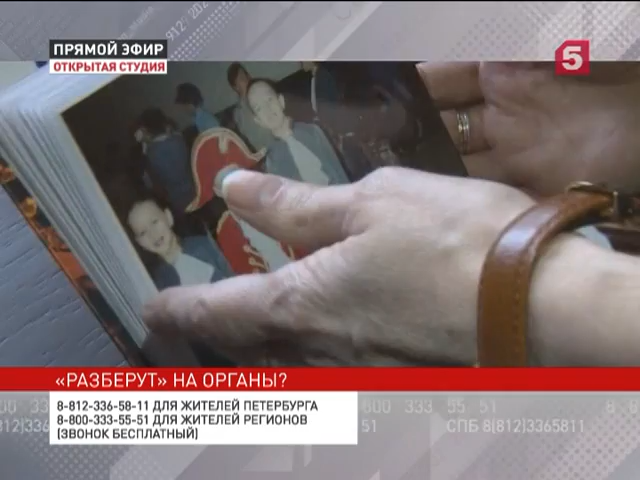 ПРЯМОЙ ЭФИР
ОТКРЫТАЯ СТУДИЯ
5
«РАЗБЕРУТ» НА ОРГАНЫ?
8-812-336-58-11 ДЛЯ ЖИТЕЛЕЙ ПЕТЕРБУРГА
8-800-333-55-51 ДЛЯ ЖИТЕЛЕЙ РЕГИОНОВ
(ЗВОНОК БЕСПЛАТНЫЙ)
СПБ 8(812)3365811